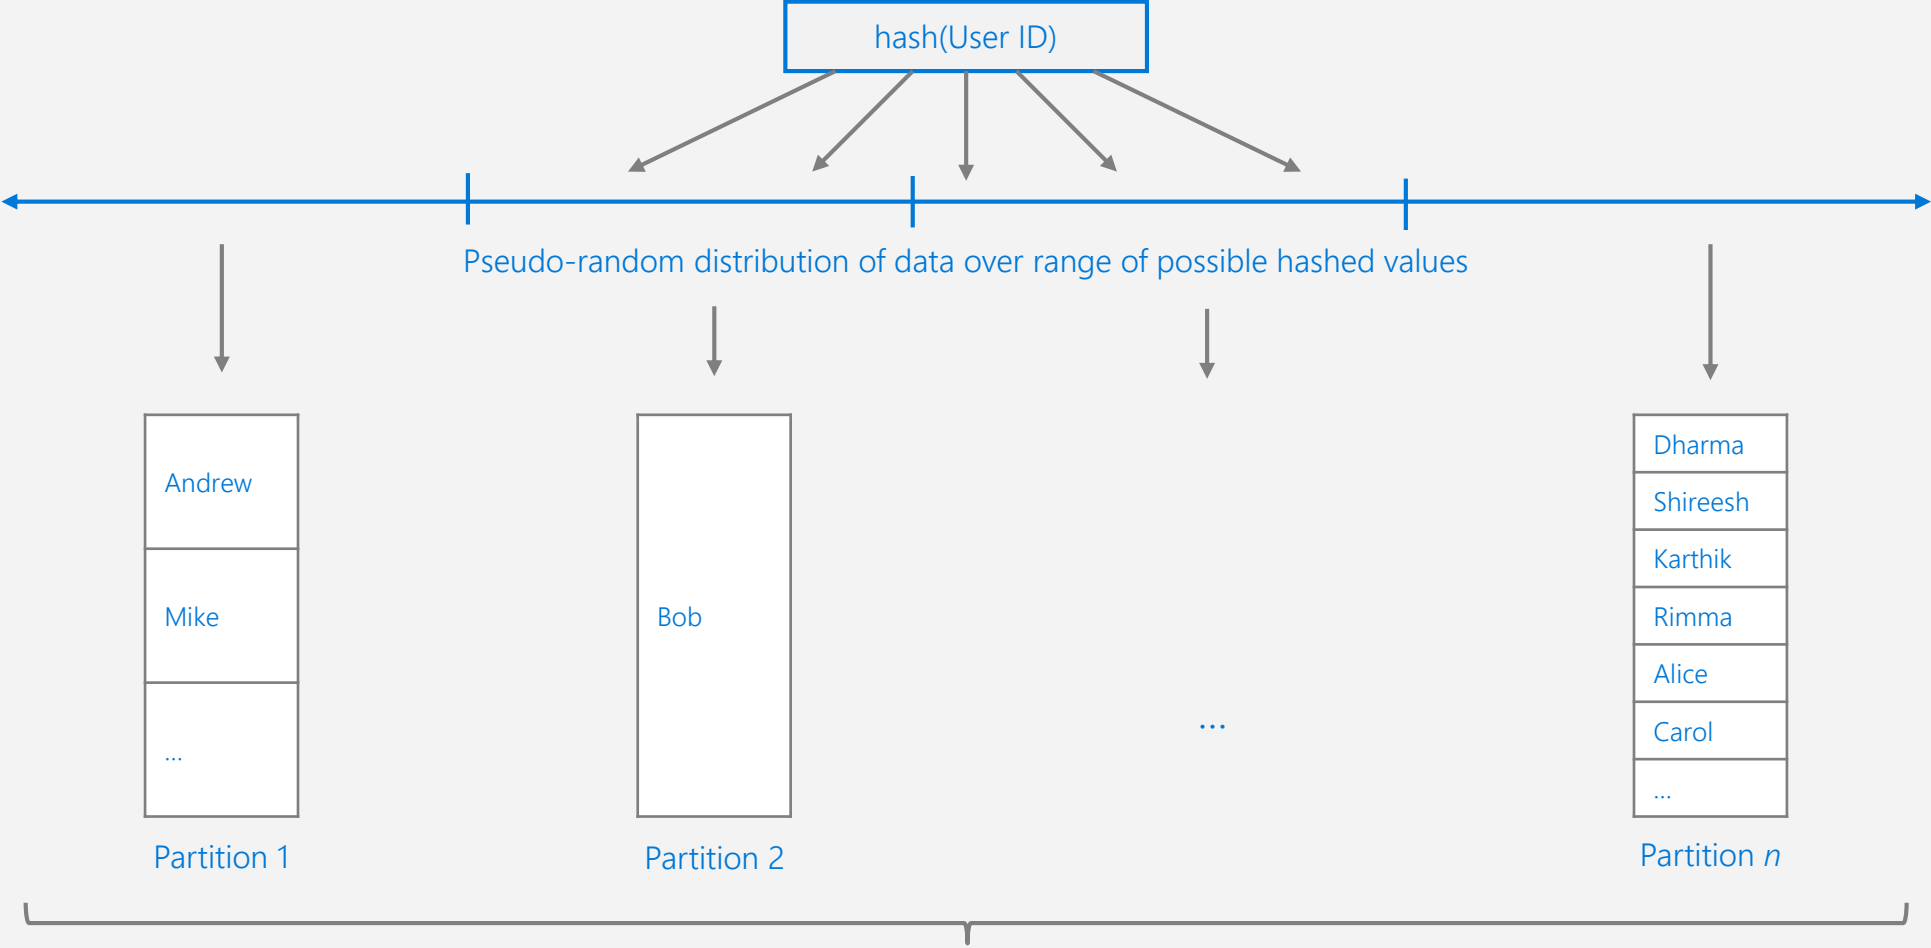 hash(User ID)
Pseudo-random distribution of data over range of possible hashed values
Andrew
Mike
...
Partition 1
Bob
Partition 2
...
Dharma
Shireesh
Karthik
Rimma
Alice
Carol
...
Partition n